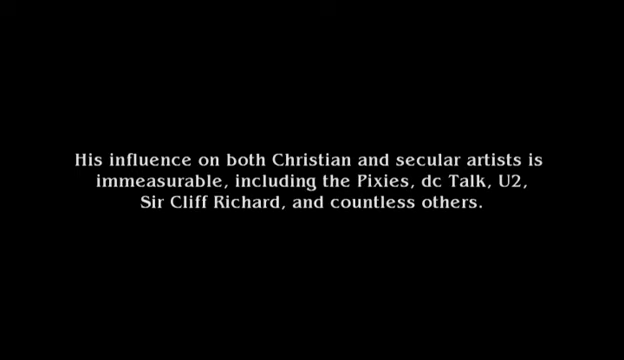 His influence on both Christian and secular artists is
immeasurable, including the Pixies, dc Talk, U2,
Sir Cliff Richard, and countless others.